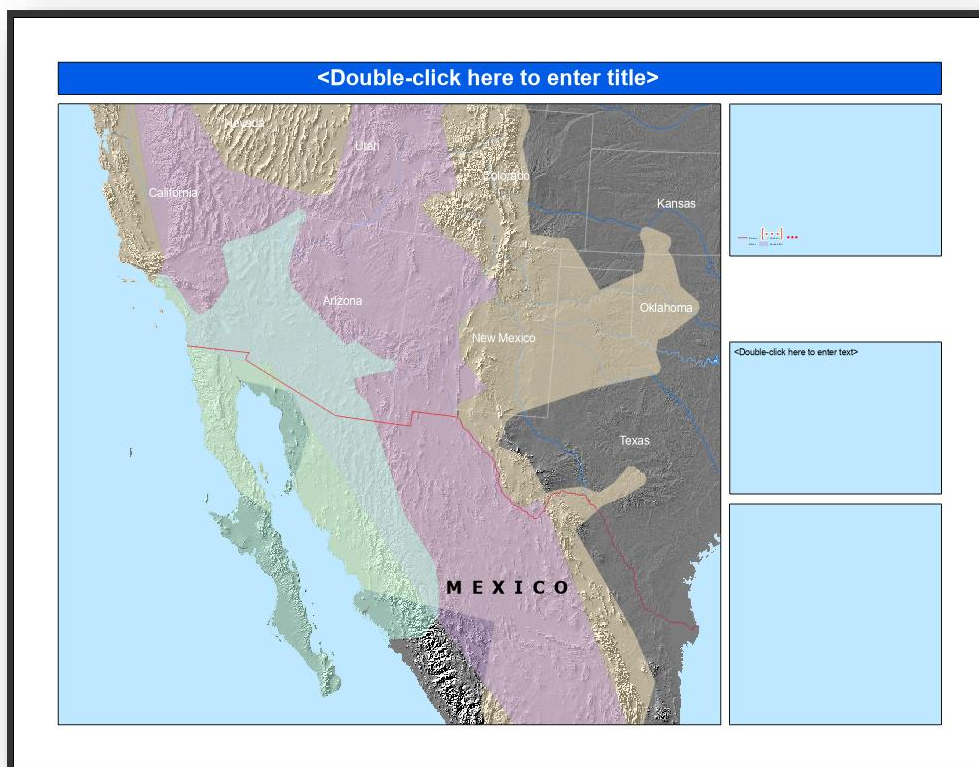 <Double-click here to enter title>
Nevada
Utah
Colorado
California
Kansas
Arizona
Oklahoma
New Mexico
<Double-click here to enter text>
Texas
MEXICO